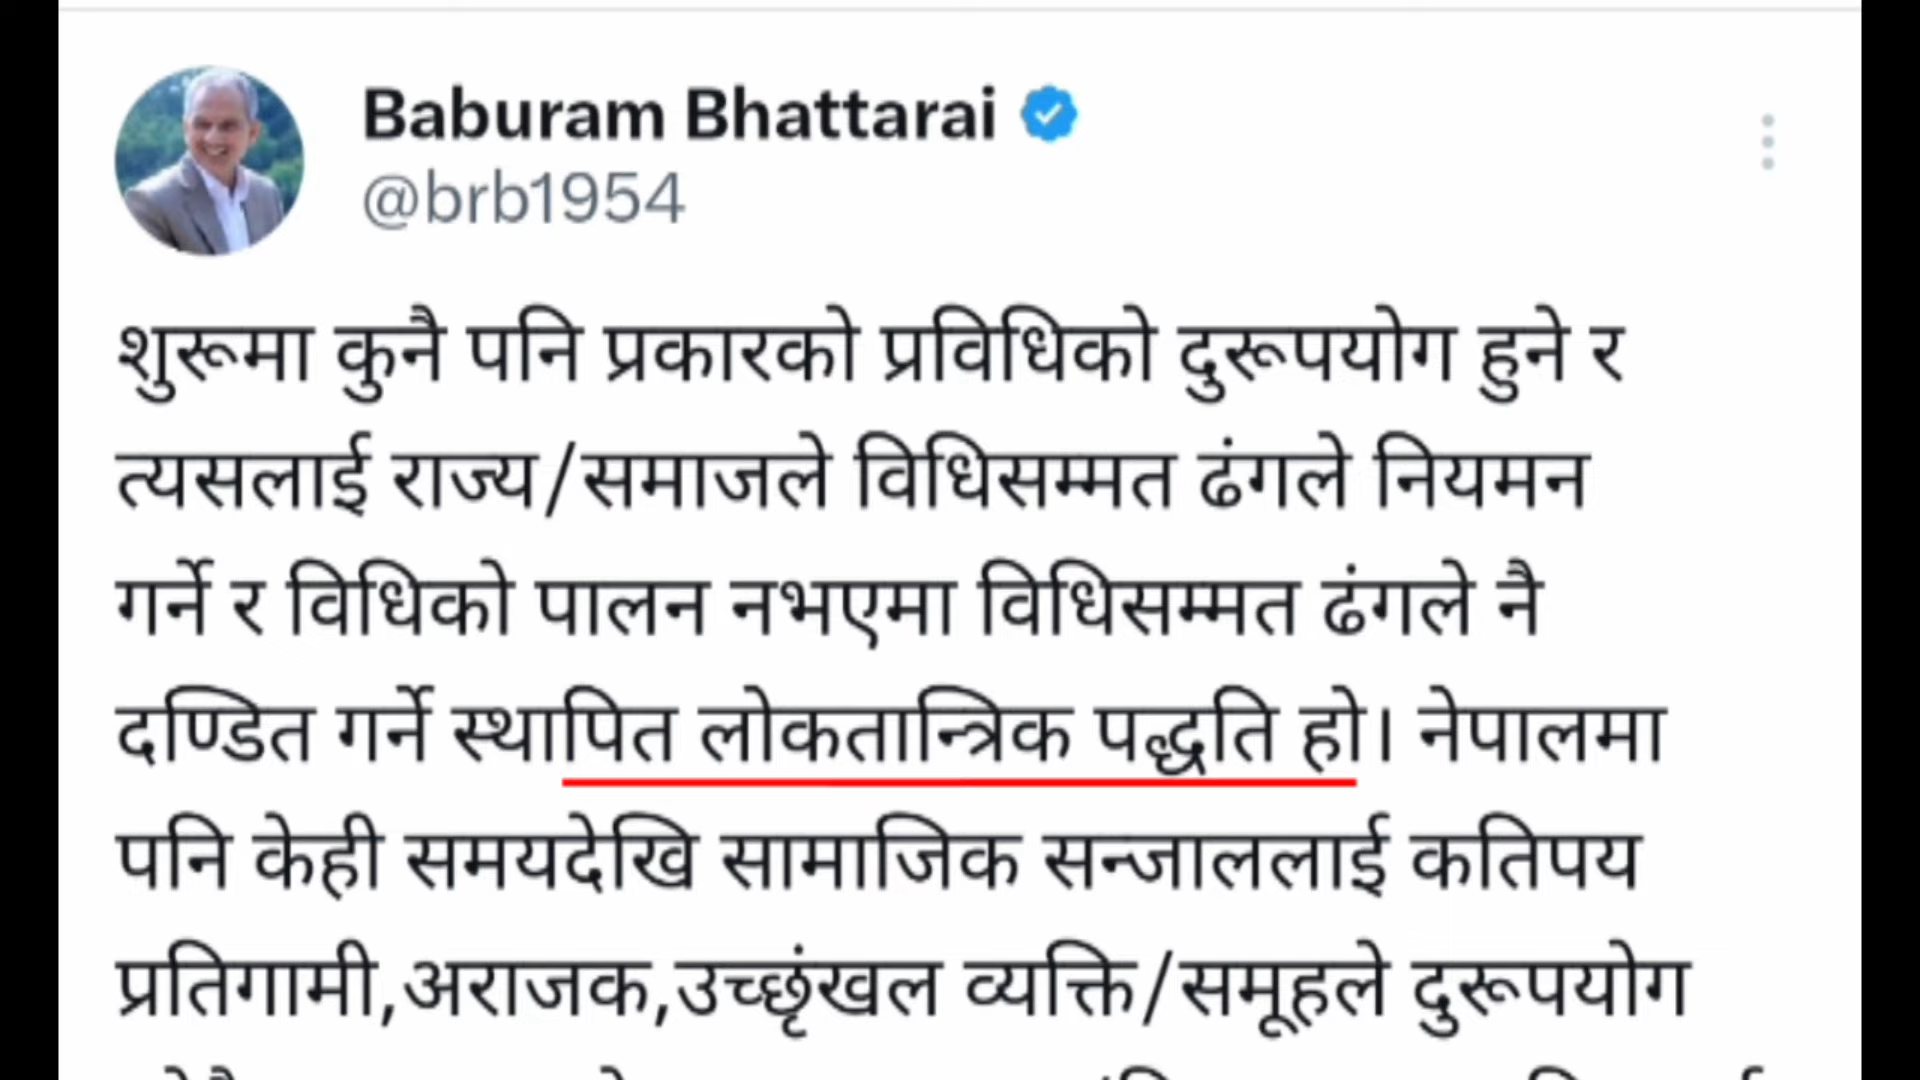 Baburam Bhattarai
@brb1954
शुरूमा कुनै पनि प्रकारको प्रविधिको दुरूपयोग हुने र
त्यसलाई राज्य/समाजले विधिसम्मत ढंगले नियमन
गर्ने र विधिको पालन नभएमा विधिसम्मत ढंगले नै
दण्डित गर्ने स्थापित लोकतान्त्रिक पद्धति हो। नेपालमा
पनि केही समयदेखि सामाजिक सन्जाललाई कतिपय
प्रतिगामी,अराजक,उच्छृंखल व्यक्ति/समूहले दुरूपयोग